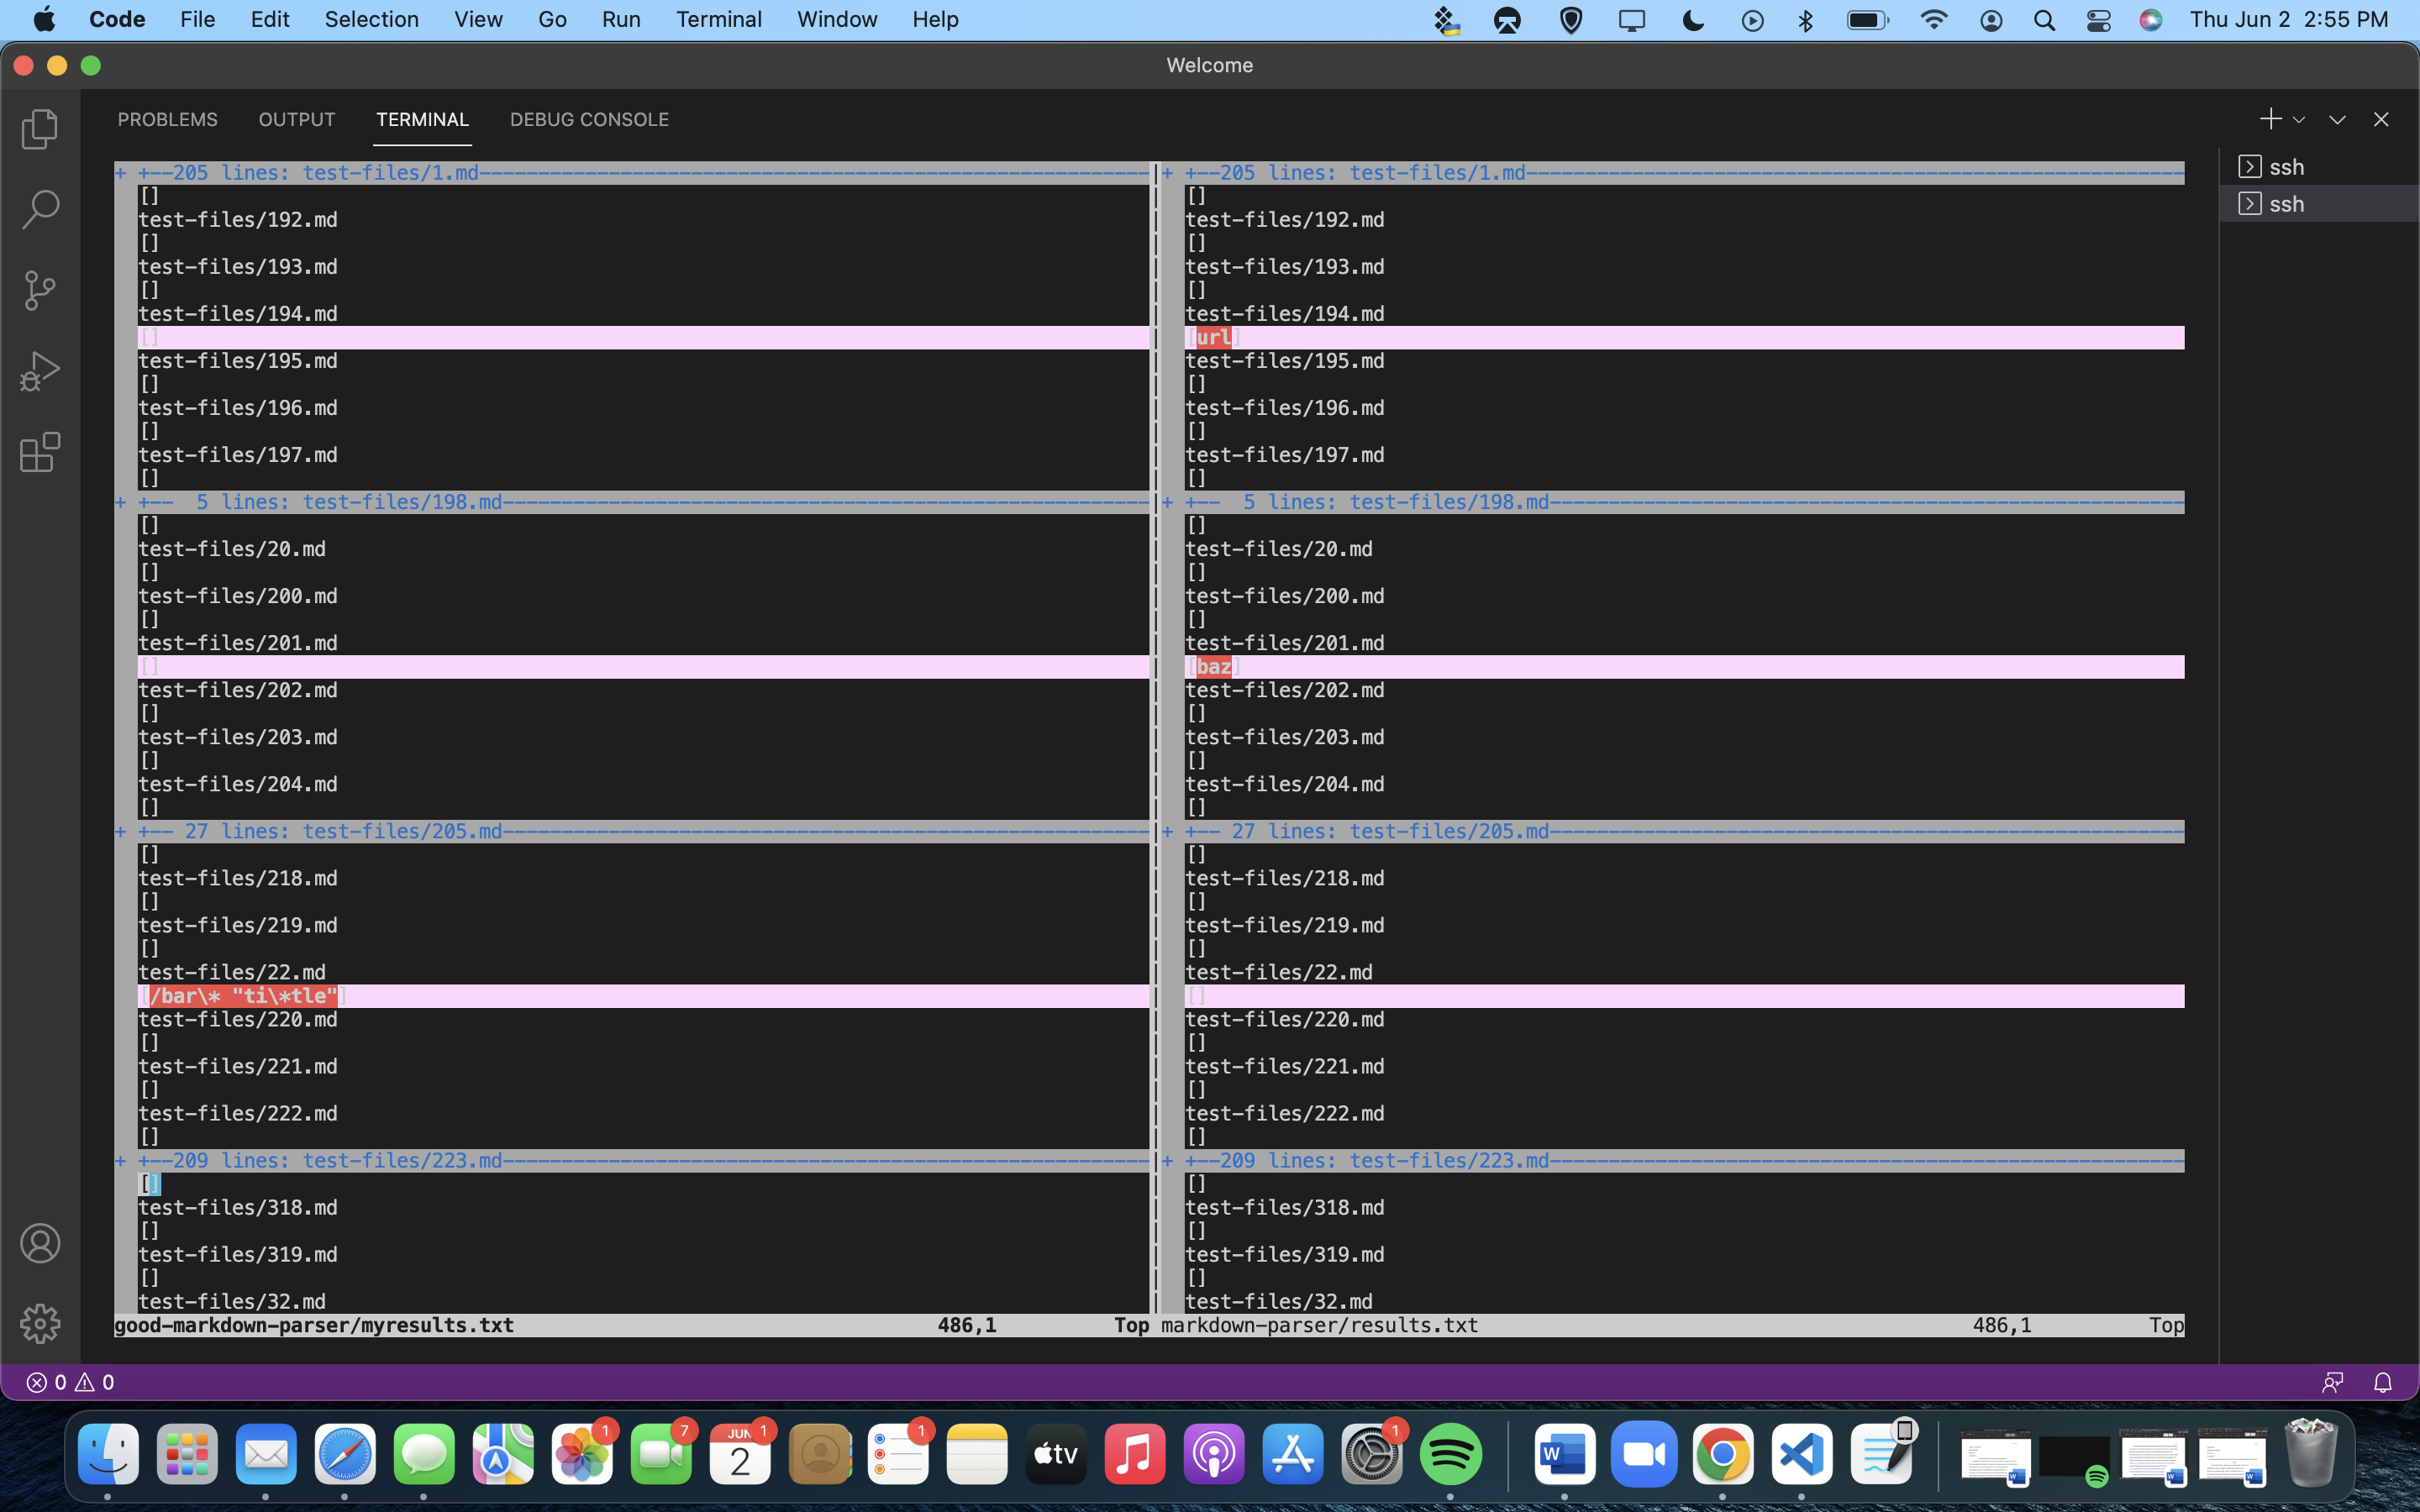 Code File Edit Selection View Go Run Terminal Window Help Thu Jun 2 2:55 PM
Welcome
PROBLEMS OUTPUT TERMINAL DEBUG CONSOLE
ssh
ssh
+ +--205 lines: test-files/1.md
[]
test-files/192.md
[]
test-files/193.md
[]
test-files/194.md
[]
test-files/195.md
[]
test-files/196.md
[]
test-files/197.md
[]
+ +-- 5 lines: test-files/198.md
[]
test-files/20.md
[]
test-files/200.md
[]
test-files/201.md
[]
test-files/202.md
[]
test-files/203.md
[]
test-files/204.md
[]
+ +-- 27 lines: test-files/205.md
[]
test-files/218.md
[]
test-files/219.md
[]
test-files/22.md
[/bar\* "ti\*tle"]
test-files/220.md
[]
test-files/221.md
[]
test-files/222.md
[]
+ +--209 lines: test-files/223.md
[]
test-files/318.md
[]
test-files/319.md
[]
test-files/32.md
good-markdown-parser/myresults.txt 486,1 Top
+ +--205 lines: test-files/1.md
[]
test-files/192.md
[]
test-files/193.md
[]
test-files/194.md
[url]
test-files/195.md
[]
test-files/196.md
[]
test-files/197.md
[]
+ +-- 5 lines: test-files/198.md
[]
test-files/20.md
[]
test-files/200.md
[]
test-files/201.md
[baz]
test-files/202.md
[]
test-files/203.md
[]
test-files/204.md
[]
+ +-- 27 lines: test-files/205.md
[]
test-files/218.md
[]
test-files/219.md
[]
test-files/22.md
[]
test-files/220.md
[]
test-files/221.md
[]
test-files/222.md
[]
+ +--209 lines: test-files/223.md
[]
test-files/318.md
[]
test-files/319.md
[]
test-files/32.md
markdown-parser/results.txt 486,1 Top
0 0
1 7 1 1 1
JUN
2
tv
W